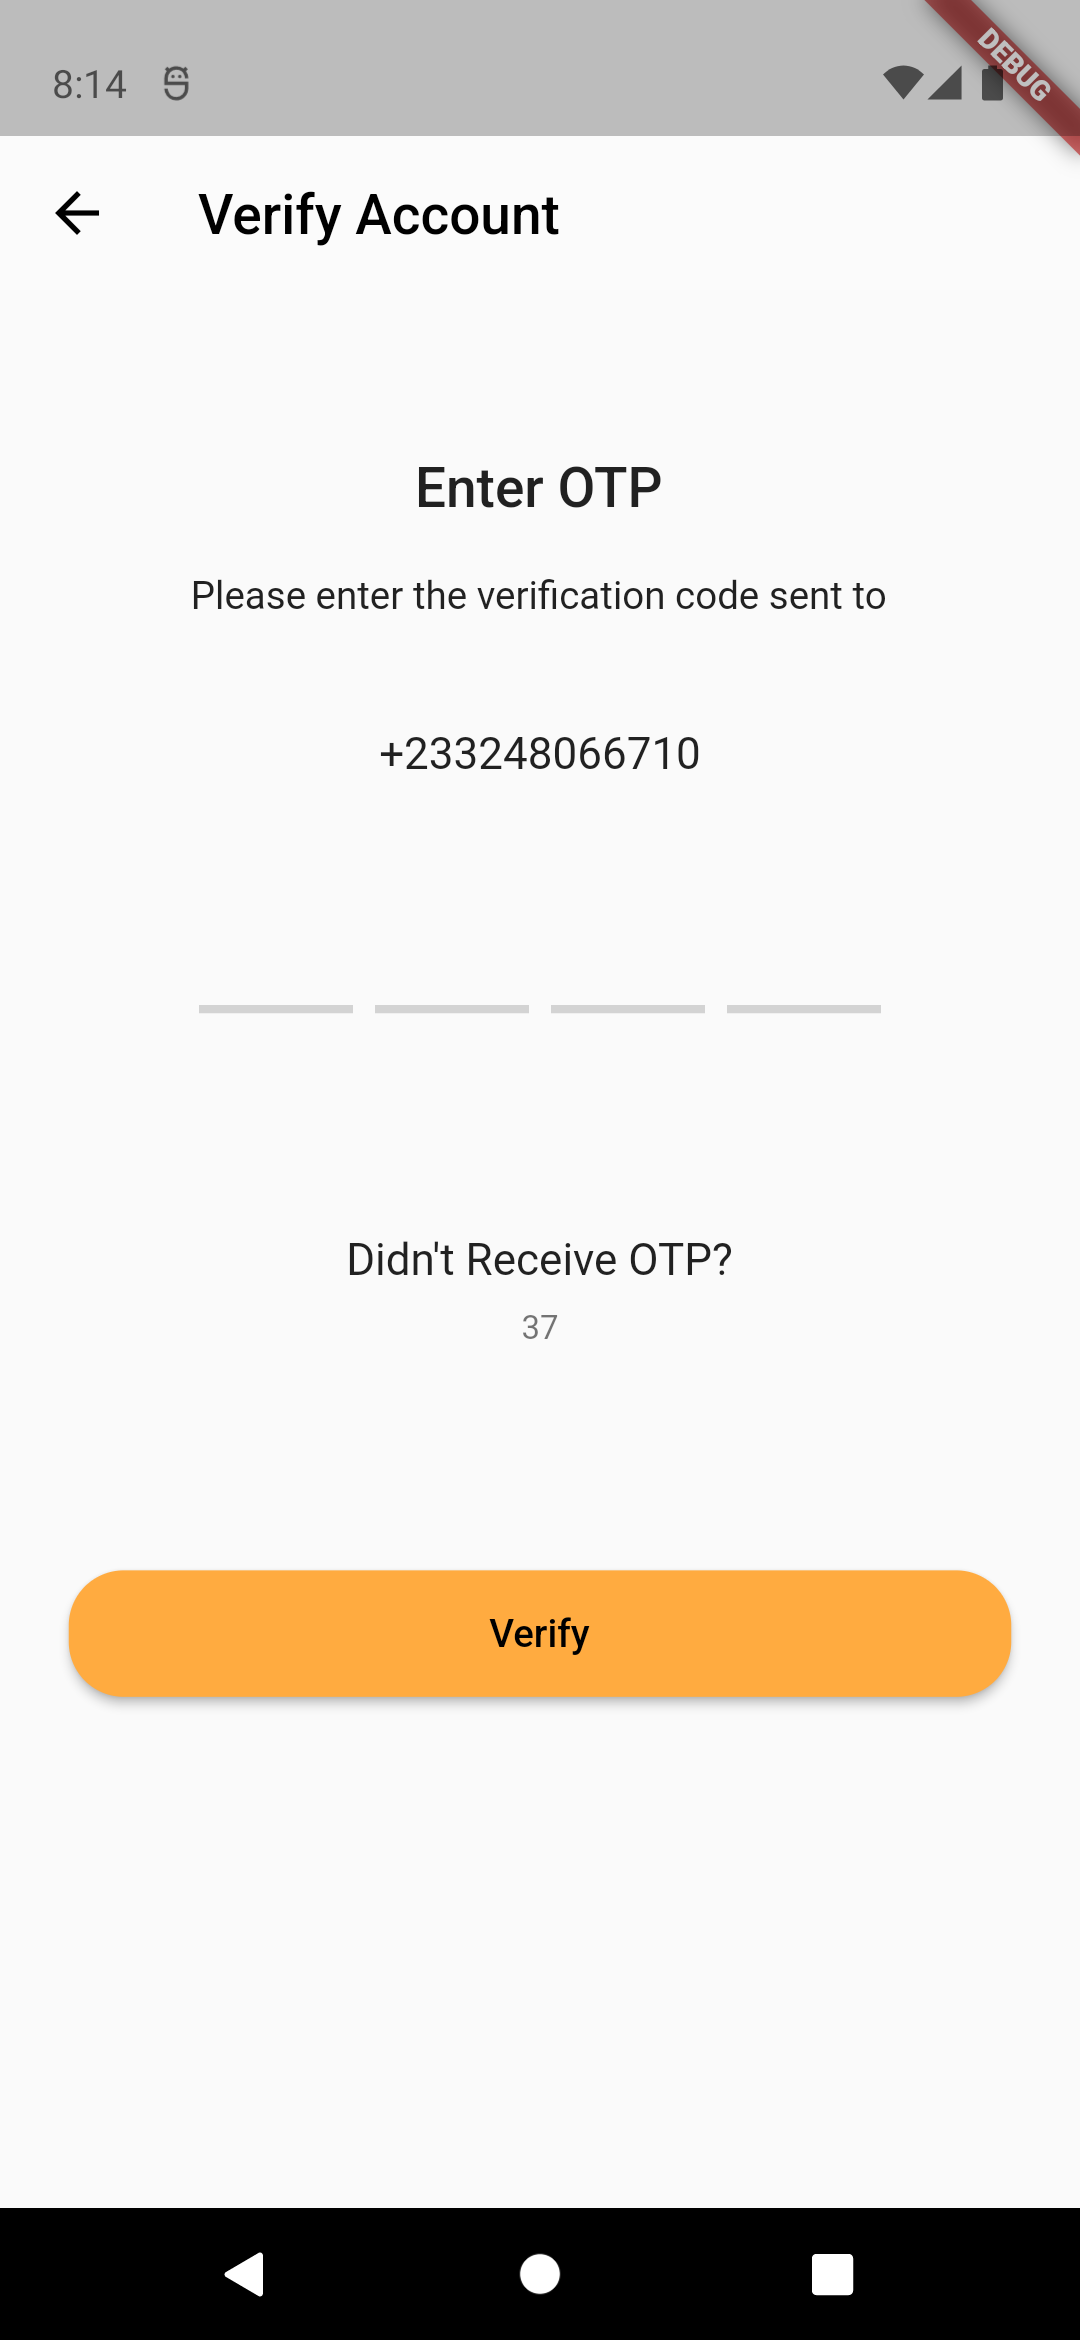 8:14
DEBUG
Verify Account
Enter OTP
Please enter the verification code sent to
+233248066710
Didn't Receive OTP?
37
Verify